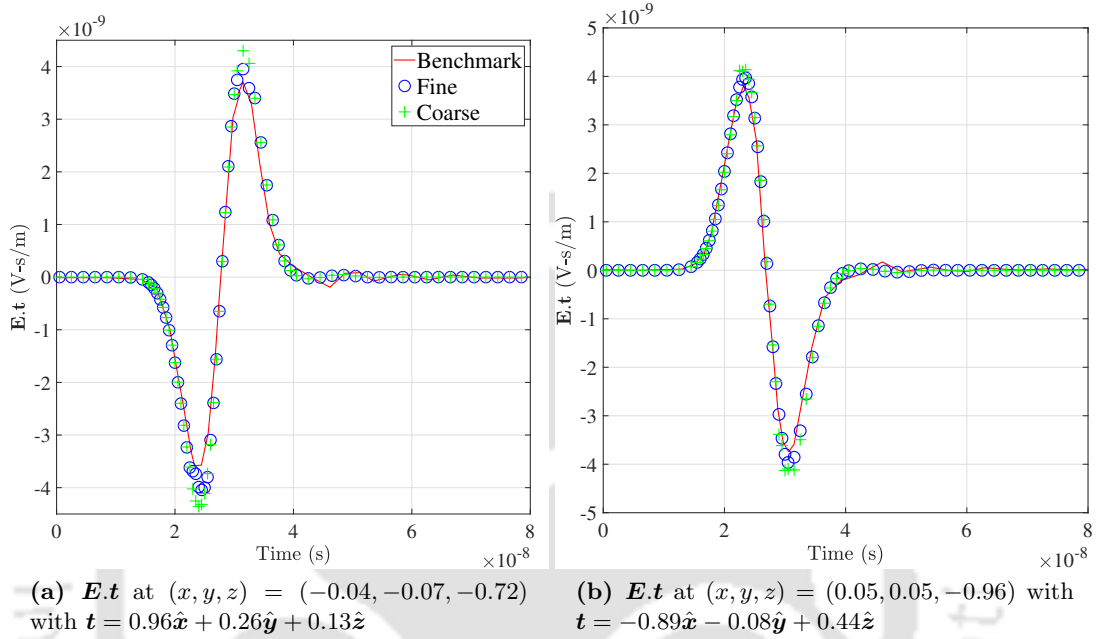 ×10⁻⁹
4
3
2
1
0
-1
-2
-3
-4
E.t (V-s/m)
Benchmark
Fine
Coarse
0 2 4 6 8
Time (s)
×10⁻⁸
×10⁻⁹
5
4
3
2
1
0
-1
-2
-3
-4
-5
E.t (V-s/m)
0 2 4 6 8
Time (s)
×10⁻⁸
(a) E.t at (x, y, z) = (−0.04, −0.07, −0.72)
with t = 0.96x̂ + 0.26ŷ + 0.13ẑ
(b) E.t at (x, y, z) = (0.05, 0.05, −0.96) with
t = −0.89x̂ − 0.08ŷ + 0.44ẑ